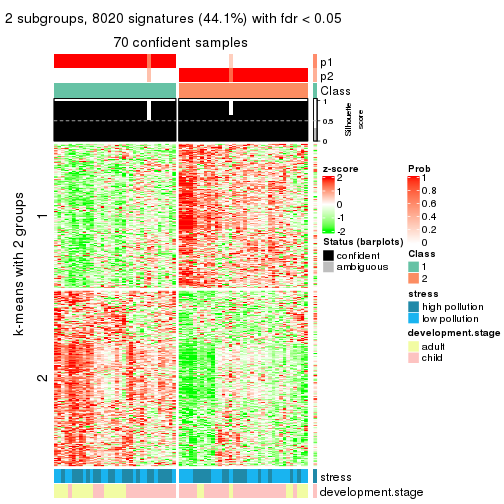 2 subgroups, 8020 signatures (44.1%) with fdr < 0.05
70 confident samples
p1
p2
Class
1
0.5
0
Silhouette
score
k-means with 2 groups
1
2
z-score
2
1
0
-1
-2
Status (barplots)
confident
ambiguous
Prob
1
0.8
0.6
0.4
0.2
0
Class
1
2
stress
high pollution
low pollution
development.stage
adult
child
stress
development.stage